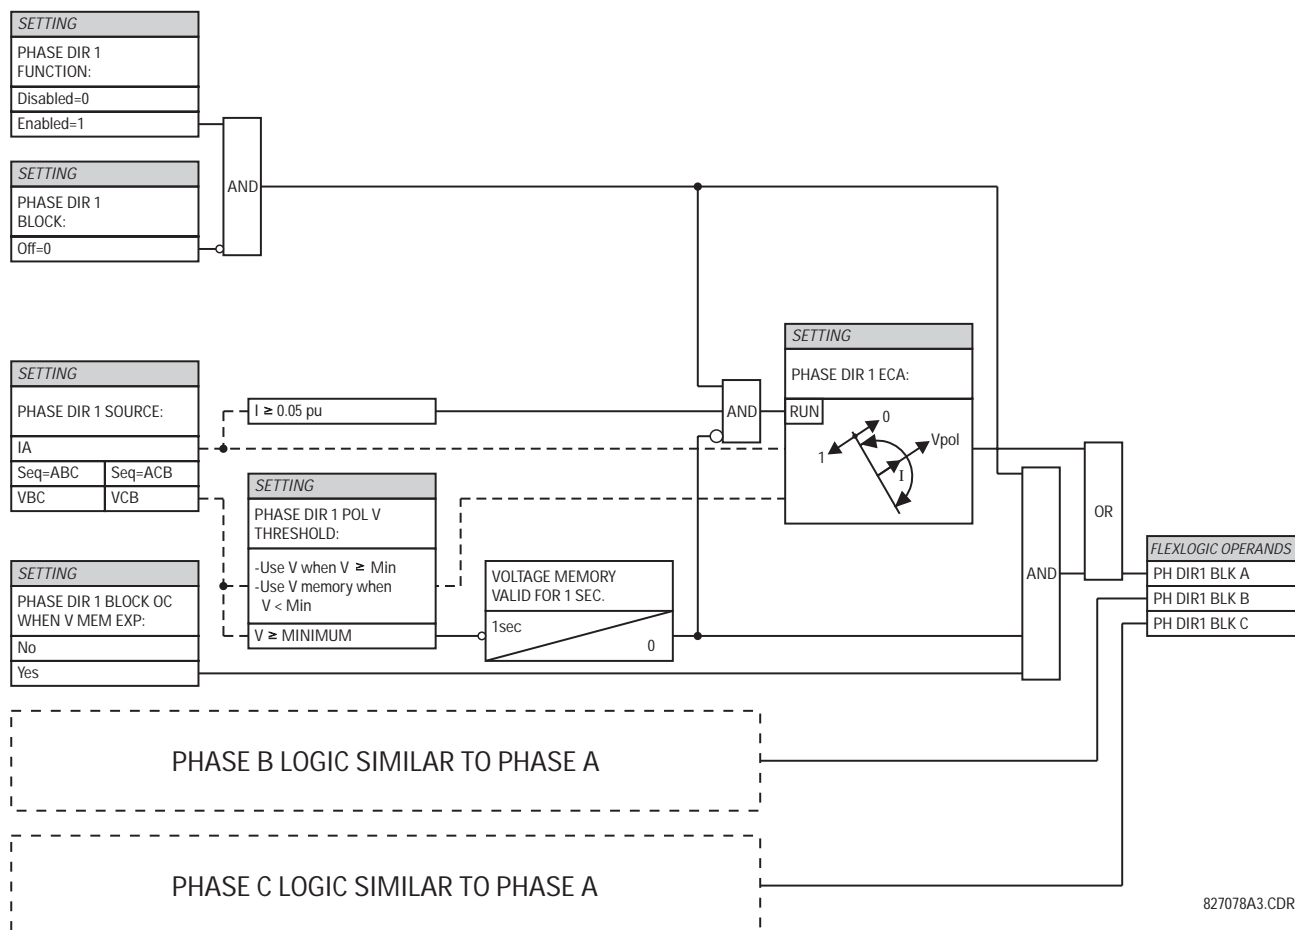 SETTING
PHASE DIR 1
FUNCTION:
Disabled=0
Enabled=1
SETTING
PHASE DIR 1
BLOCK:
Off=0
AND
SETTING
PHASE DIR 1 SOURCE:
IA
Seq=ABC
Seq=ACB
VBC
VCB
I ≥ 0.05 pu
SETTING
PHASE DIR 1 POL V
THRESHOLD:
-Use V when V ≥ Min
-Use V memory when
V < Min
V ≥ MINIMUM
SETTING
PHASE DIR 1 BLOCK OC
WHEN V MEM EXP:
No
Yes
VOLTAGE MEMORY
VALID FOR 1 SEC.
1sec
0
AND
SETTING
PHASE DIR 1 ECA:
RUN
0
1
Vpol
I
AND
OR
FLEXLOGIC OPERANDS
PH DIR1 BLK A
PH DIR1 BLK B
PH DIR1 BLK C
PHASE B LOGIC SIMILAR TO PHASE A
PHASE C LOGIC SIMILAR TO PHASE A
827078A3.CDR